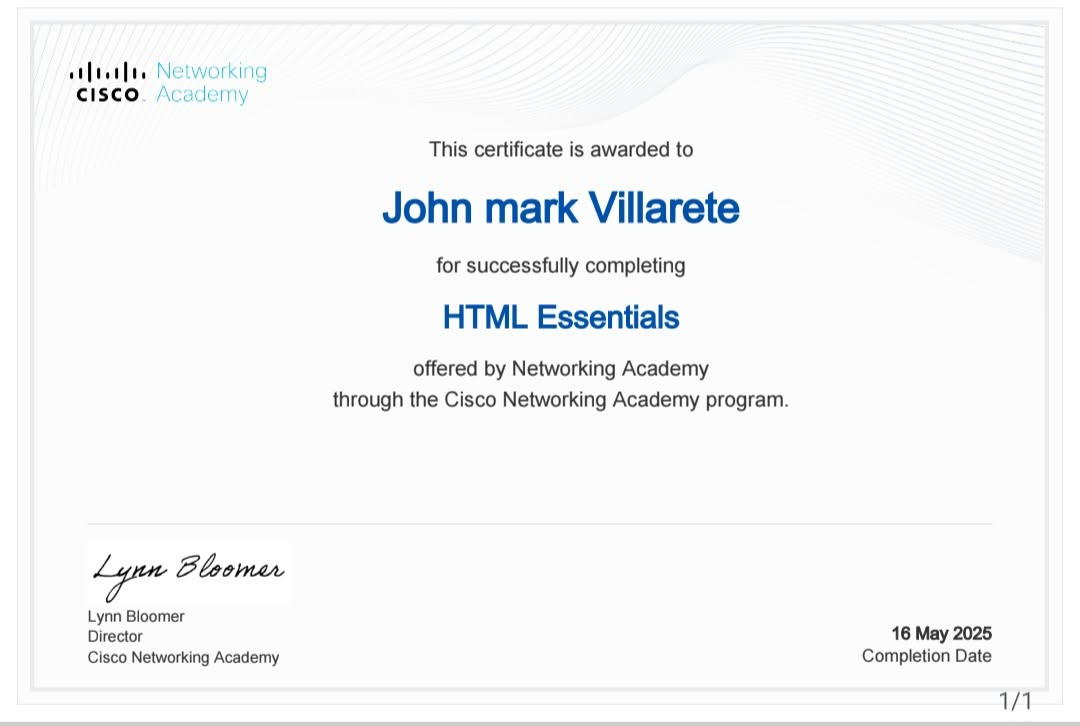 Networking
CISCO Academy
This certificate is awarded to
John mark Villarete
for successfully completing
HTML Essentials
offered by Networking Academy
through the Cisco Networking Academy program.
Lynn Bloomer
Lynn Bloomer
Director
Cisco Networking Academy
16 May 2025
Completion Date
1/1